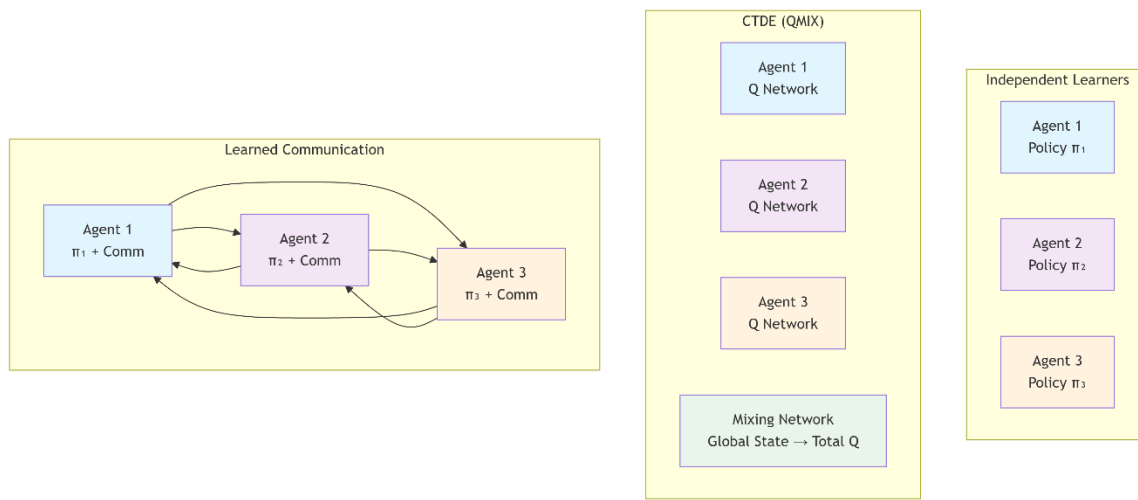 Learned Communication
Agent 1
π₁ + Comm
Agent 2
π₂ + Comm
Agent 3
π₃ + Comm
CTDE (QMIX)
Agent 1
Q Network
Agent 2
Q Network
Agent 3
Q Network
Mixing Network
Global State → Total Q
Independent Learners
Agent 1
Policy π₁
Agent 2
Policy π₂
Agent 3
Policy π₃